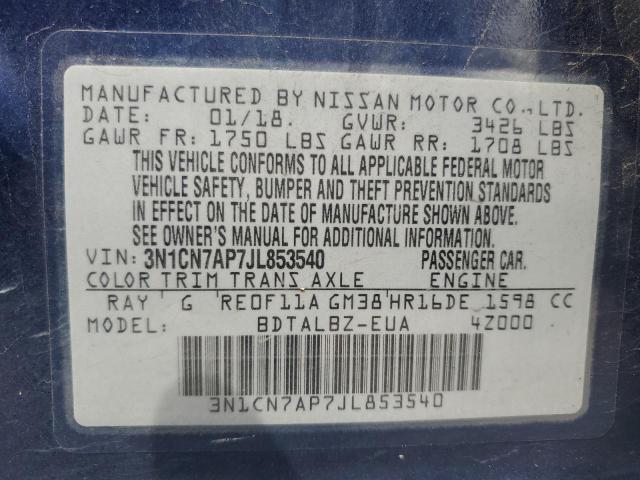 MANUFACTURED BY NISSAN MOTOR CO., LTD.
DATE: 01/18. GVWR: 3426 LBS
GAWR FR: 1750 LBS GAWR RR: 1708 LBS
THIS VEHICLE CONFORMS TO ALL APPLICABLE FEDERAL MOTOR
VEHICLE SAFETY, BUMPER AND THEFT PREVENTION STANDARDS
IN EFFECT ON THE DATE OF MANUFACTURE SHOWN ABOVE.
SEE OWNER'S MANUAL FOR ADDITIONAL INFORMATION.
VIN: 3N1CN7AP7JL853540 PASSENGER CAR.
COLOR TRIM TRANS AXLE ENGINE
RAY G RE0F11A GM38 HR16DE 1598 CC
MODEL: BDTALBZ-EUA 4Z000
3N1CN7AP7JL853540